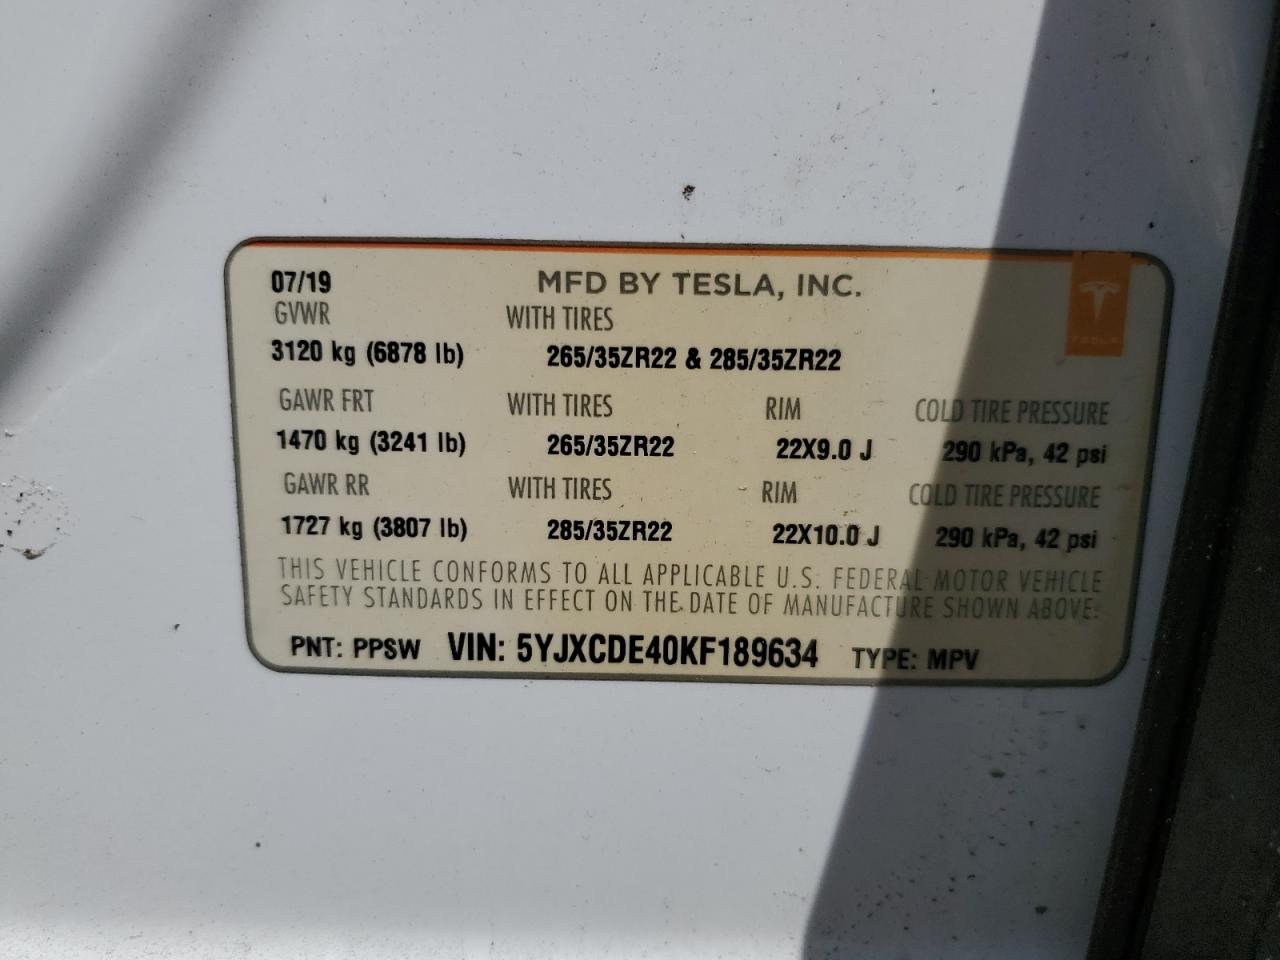 07/19 MFD BY TESLA, INC.
GVWR WITH TIRES
3120 kg (6878 lb) 265/35ZR22 & 285/35ZR22
TESLA
GAWR FRT WITH TIRES RIM COLD TIRE PRESSURE
1470 kg (3241 lb) 265/35ZR22 22X9.0 J 290 kPa, 42 psi
GAWR RR WITH TIRES RIM COLD TIRE PRESSURE
1727 kg (3807 lb) 285/35ZR22 22X10.0 J 290 kPa, 42 psi
THIS VEHICLE CONFORMS TO ALL APPLICABLE U.S. FEDERAL MOTOR VEHICLE
SAFETY STANDARDS IN EFFECT ON THE DATE OF MANUFACTURE SHOWN ABOVE.
PNT: PPSW VIN: 5YJXCDE40KF189634 TYPE: MPV